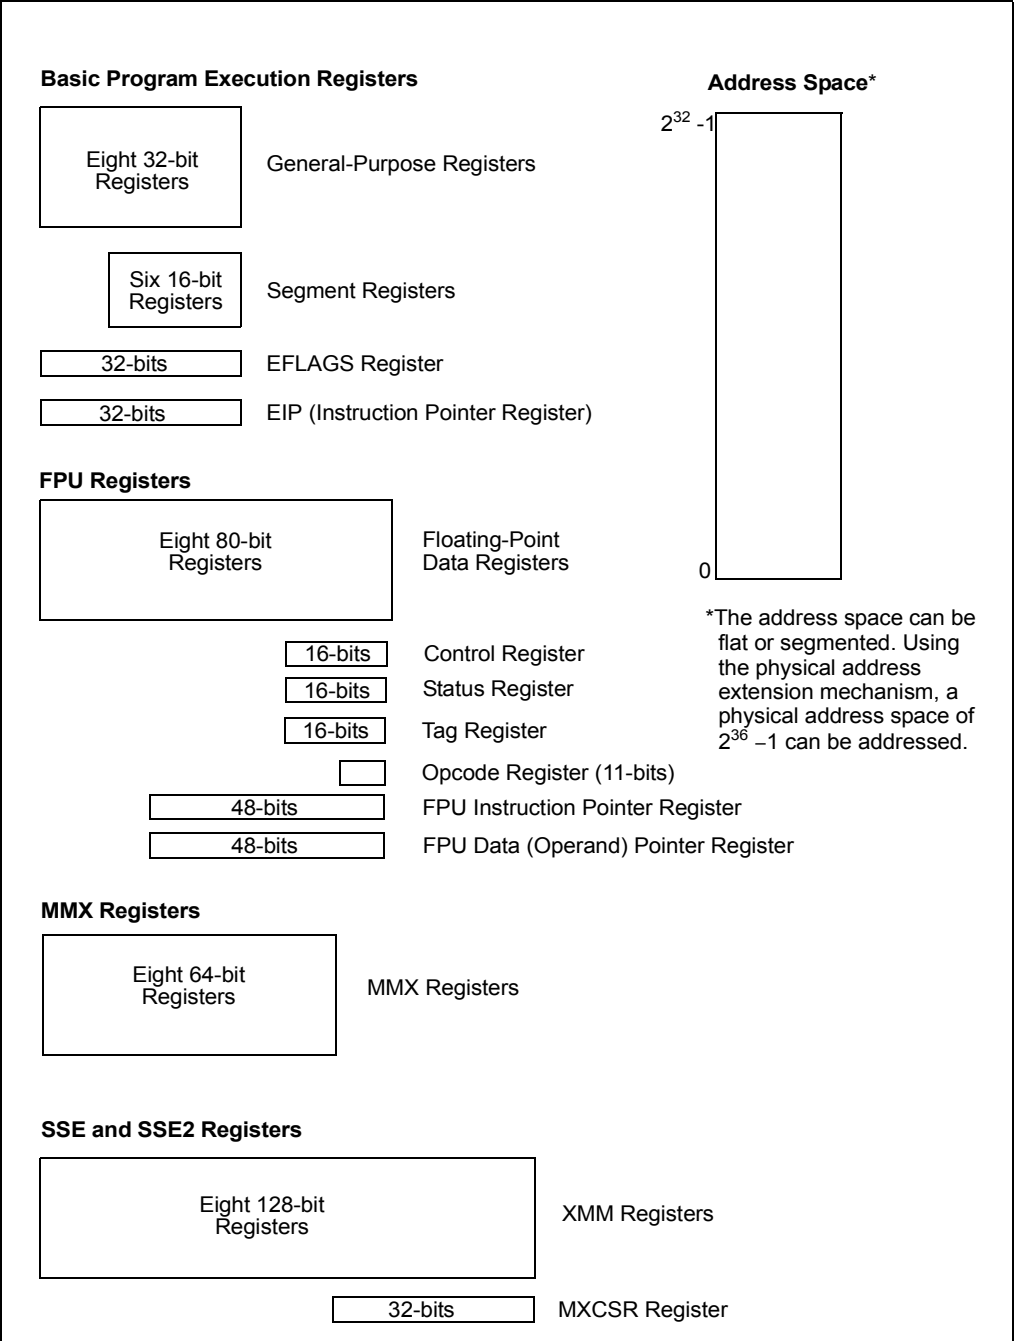 Basic Program Execution Registers
Eight 32-bit
Registers
General-Purpose Registers
Six 16-bit
Registers
Segment Registers
32-bits
EFLAGS Register
32-bits
EIP (Instruction Pointer Register)
FPU Registers
Eight 80-bit
Registers
Floating-Point
Data Registers
16-bits
Control Register
16-bits
Status Register
16-bits
Tag Register
Opcode Register (11-bits)
48-bits
FPU Instruction Pointer Register
48-bits
FPU Data (Operand) Pointer Register
MMX Registers
Eight 64-bit
Registers
MMX Registers
SSE and SSE2 Registers
Eight 128-bit
Registers
XMM Registers
32-bits
MXCSR Register
Address Space*
2^32 -1
0
*The address space can be
flat or segmented. Using
the physical address
extension mechanism, a
physical address space of
2^36 –1 can be addressed.